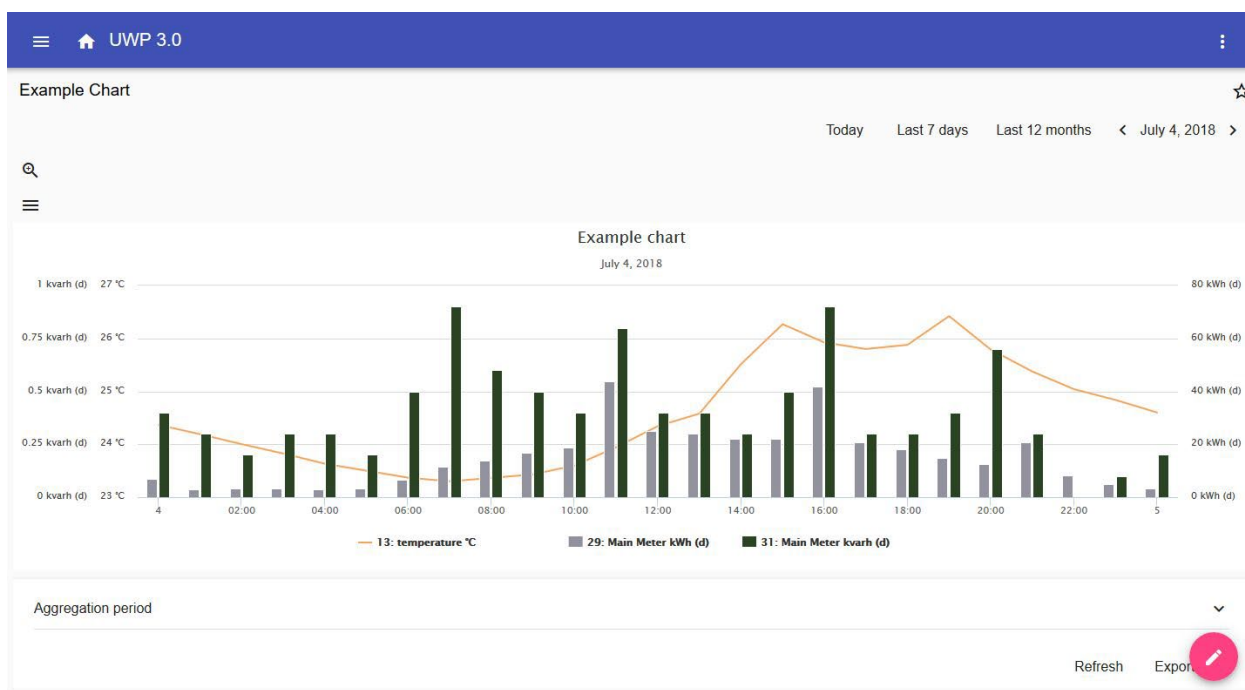 UWP 3.0
Example Chart
Today Last 7 days Last 12 months July 4, 2018
Example chart
July 4, 2018
1 kvarh (d) 27 °C 80 kWh (d)
0.75 kvarh (d) 26 °C 60 kWh (d)
0.5 kvarh (d) 25 °C 40 kWh (d)
0.25 kvarh (d) 24 °C 20 kWh (d)
0 kvarh (d) 23 °C 0 kWh (d)
4 02:00 04:00 06:00 08:00 10:00 12:00 14:00 16:00 18:00 20:00 22:00 5
13: temperature °C 29: Main Meter kWh (d) 31: Main Meter kvarh (d)
Aggregation period
Refresh Export